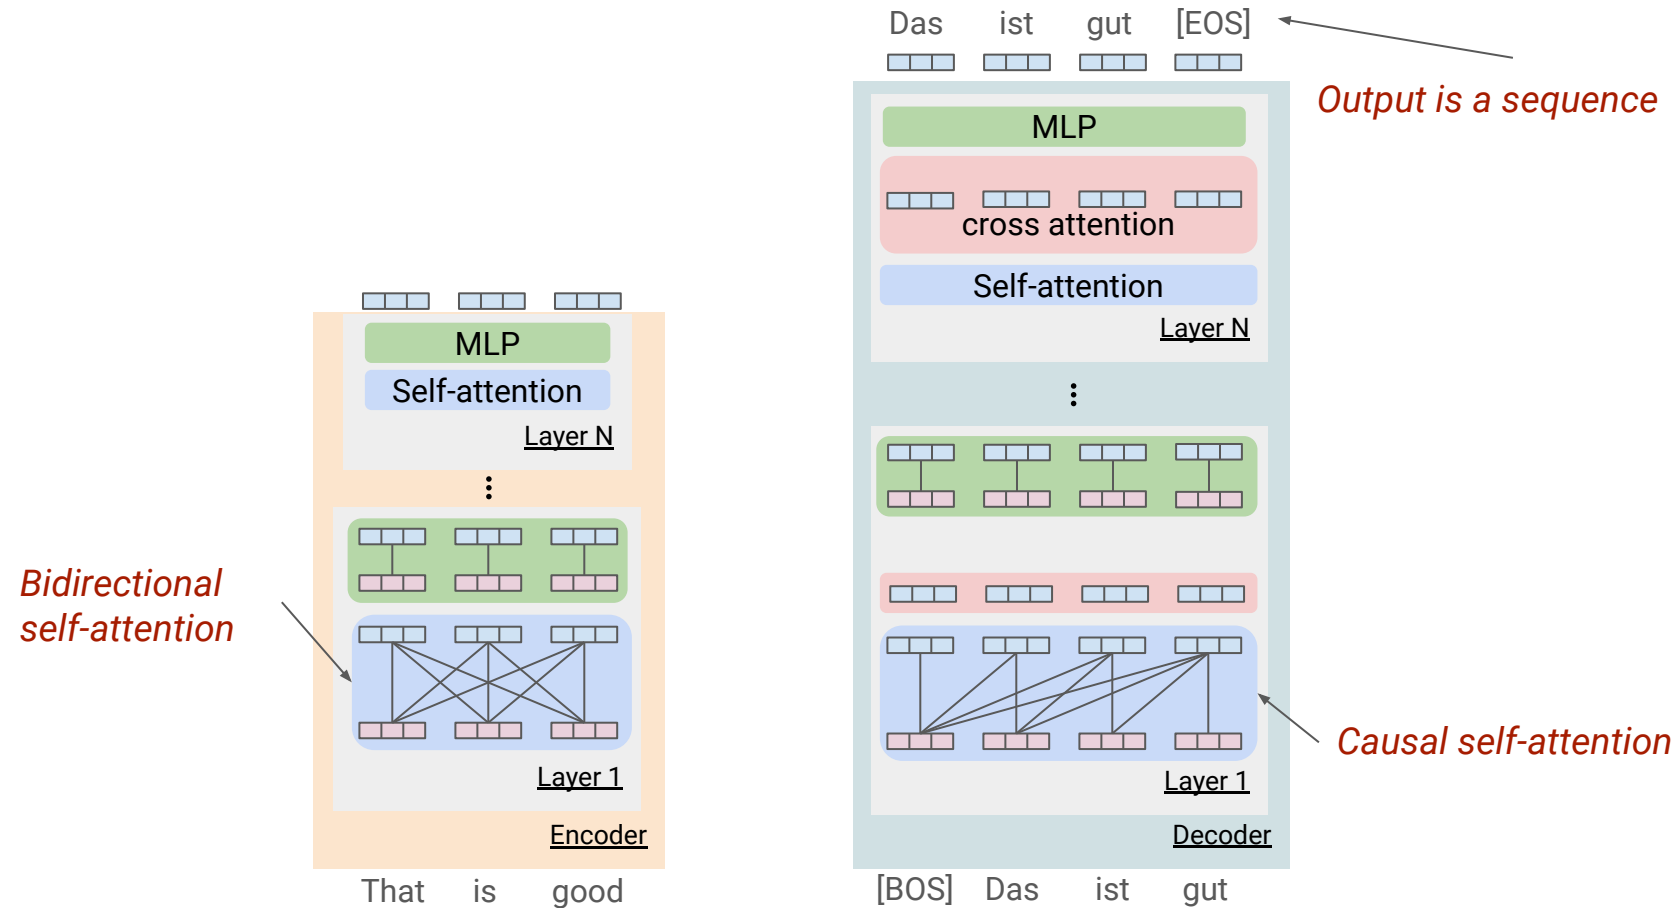 Das ist gut [EOS]
Output is a sequence
MLP
cross attention
Self-attention
Layer N
MLP
Self-attention
Layer N
Bidirectional
self-attention
Causal self-attention
Layer 1
Layer 1
Encoder
Decoder
That is good
[BOS] Das ist gut